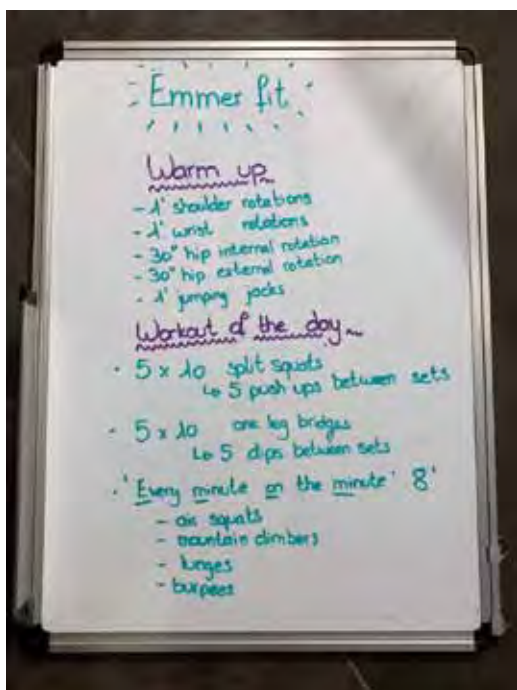 Emmer fit
Warm up
- 1' shoulder rotations
- 1' wrist rotations
- 30" hip internal rotation
- 30" hip external rotation
- 1' jumping jacks
Workout of the day
· 5 x 10 split squats
↳ 5 push ups between sets
· 5 x 10 one leg bridges
↳ 5 dips between sets
· 'Every minute on the minute' 8'
- air squats
- mountain climbers
- lunges
- burpees